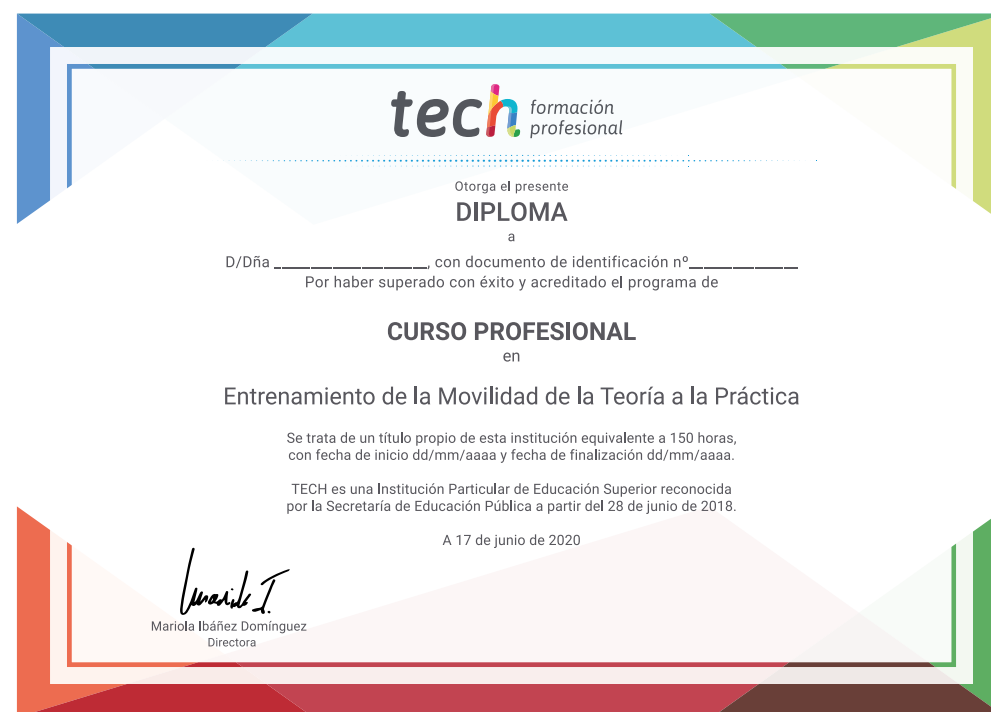 tech formación
profesional
Otorga el presente
DIPLOMA
a
D/Dña ____________________, con documento de identificación nº______________
Por haber superado con éxito y acreditado el programa de
CURSO PROFESIONAL
en
Entrenamiento de la Movilidad de la Teoría a la Práctica
Se trata de un título propio de esta institución equivalente a 150 horas,
con fecha de inicio dd/mm/aaaa y fecha de finalización dd/mm/aaaa.
TECH es una Institución Particular de Educación Superior reconocida
por la Secretaría de Educación Pública a partir del 28 de junio de 2018.
A 17 de junio de 2020
Mariola I.
Mariola Ibáñez Domínguez
Directora